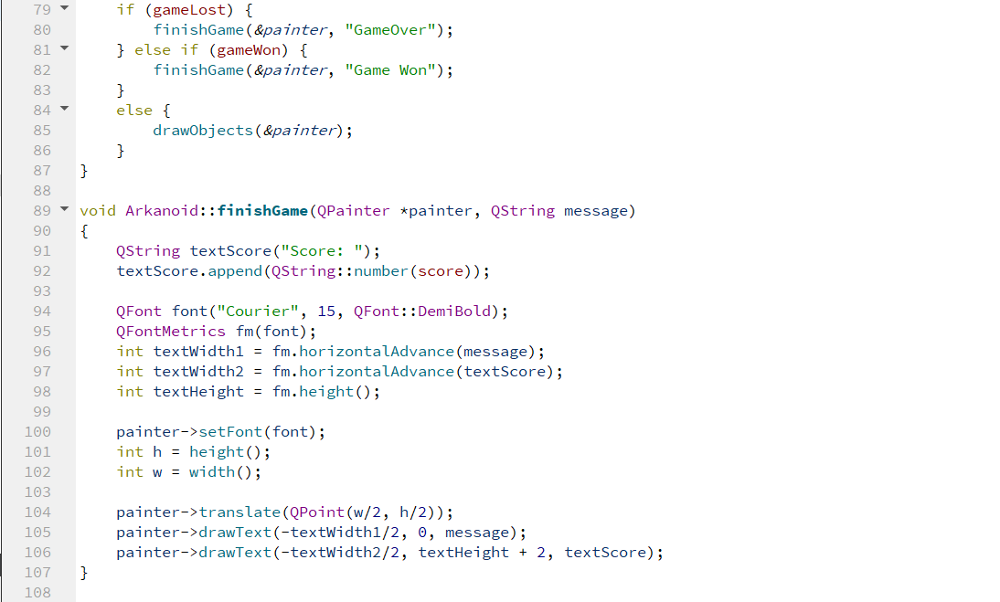 79 if (gameLost) {
80 finishGame(&painter, "GameOver");
81 } else if (gameWon) {
82 finishGame(&painter, "Game Won");
83 }
84 else {
85 drawObjects(&painter);
86 }
87 }
88
89 void Arkanoid::finishGame(QPainter *painter, QString message)
90 {
91 QString textScore("Score: ");
92 textScore.append(QString::number(score));
93
94 QFont font("Courier", 15, QFont::DemiBold);
95 QFontMetrics fm(font);
96 int textWidth1 = fm.horizontalAdvance(message);
97 int textWidth2 = fm.horizontalAdvance(textScore);
98 int textHeight = fm.height();
99
100 painter->setFont(font);
101 int h = height();
102 int w = width();
103
104 painter->translate(QPoint(w/2, h/2));
105 painter->drawText(-textWidth1/2, 0, message);
106 painter->drawText(-textWidth2/2, textHeight + 2, textScore);
107 }
108